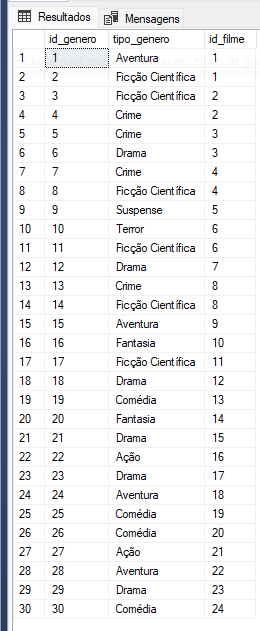 Resultados Mensagens
id_genero tipo_genero id_filme
1 1 Aventura 1
2 2 Ficção Científica 1
3 3 Ficção Científica 2
4 4 Crime 2
5 5 Crime 3
6 6 Drama 3
7 7 Crime 4
8 8 Ficção Científica 4
9 9 Suspense 5
10 10 Terror 6
11 11 Ficção Científica 6
12 12 Drama 7
13 13 Crime 8
14 14 Ficção Científica 8
15 15 Aventura 9
16 16 Fantasia 10
17 17 Ficção Científica 11
18 18 Drama 12
19 19 Comédia 13
20 20 Fantasia 14
21 21 Drama 15
22 22 Ação 16
23 23 Drama 17
24 24 Aventura 18
25 25 Comédia 19
26 26 Comédia 20
27 27 Ação 21
28 28 Aventura 22
29 29 Drama 23
30 30 Comédia 24